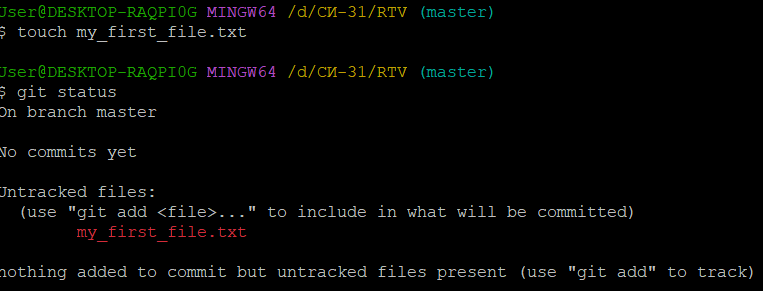 User@DESKTOP-RAQPI0G MINGW64 /d/СИ-31/RTV (master)
$ touch my_first_file.txt
User@DESKTOP-RAQPI0G MINGW64 /d/СИ-31/RTV (master)
$ git status
On branch master
No commits yet
Untracked files:
(use "git add <file>..." to include in what will be committed)
my_first_file.txt
nothing added to commit but untracked files present (use "git add" to track)